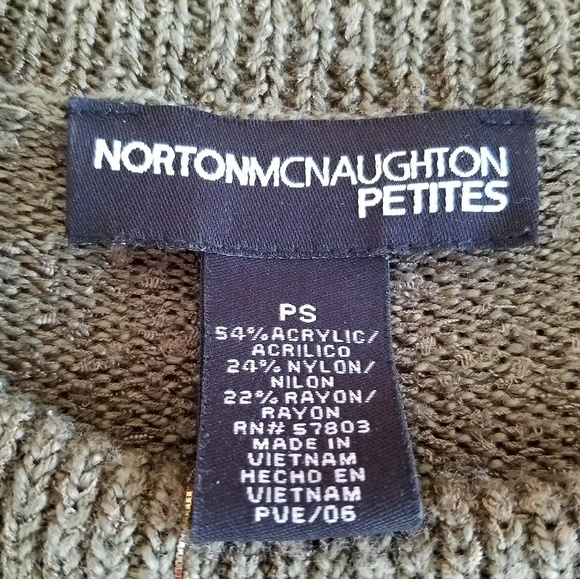 NORTONMCNAUGHTON
PETITES
PS
54% ACRYLIC/
ACRILICO
24% NYLON/
NILON
22% RAYON/
RAYON
RN# 57803
MADE IN
VIETNAM
HECHO EN
VIETNAM
PVE/06